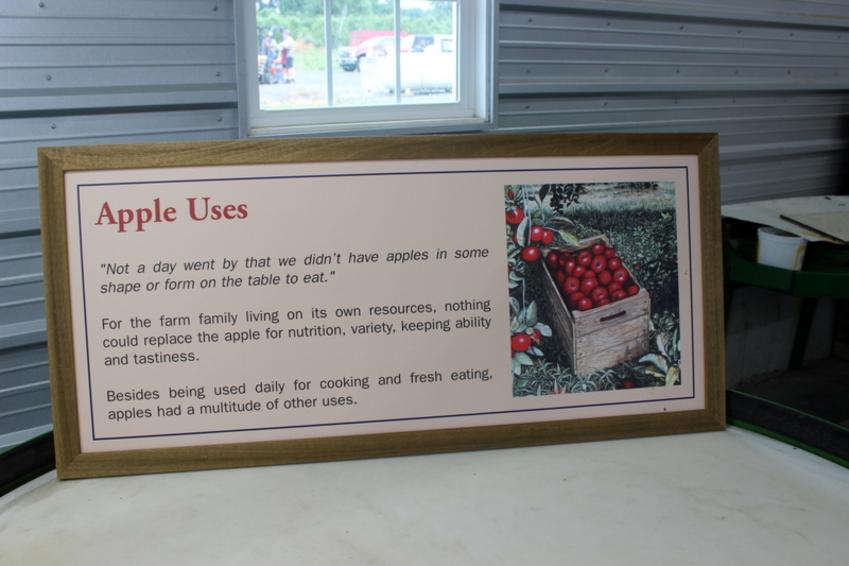 Apple Uses
"Not a day went by that we didn't have apples in some
shape or form on the table to eat."
For the farm family living on its own resources, nothing
could replace the apple for nutrition, variety, keeping ability
and tastiness.
Besides being used daily for cooking and fresh eating,
apples had a multitude of other uses.